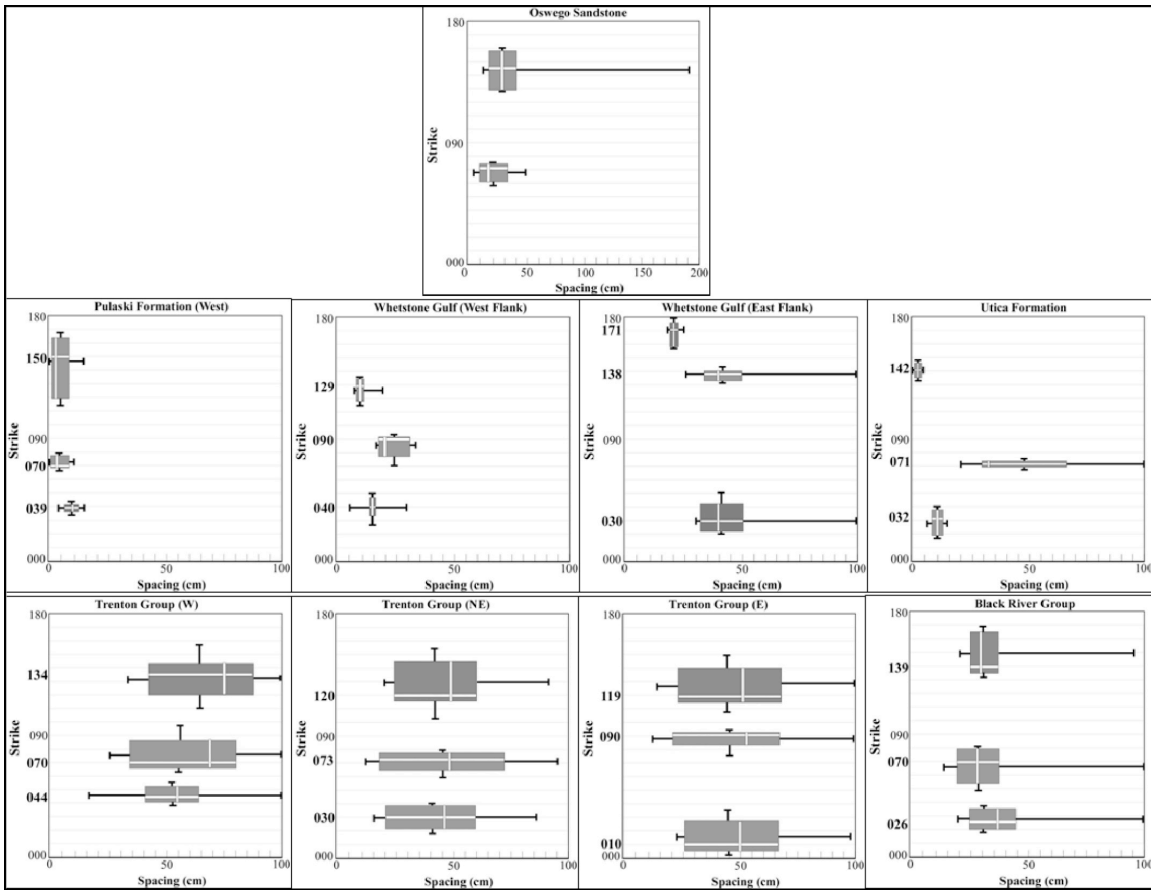 Oswego Sandstone
180
090
000
Strike
0 50 100 150 200
Spacing (cm)
Pulaski Formation (West)
180
150
090
070
039
000
Strike
0 50 100
Spacing (cm)
Whetstone Gulf (West Flank)
180
129
090
040
000
Strike
0 50 100
Spacing (cm)
Whetstone Gulf (East Flank)
180
171
138
090
030
000
Strike
0 50 100
Spacing (cm)
Utica Formation
180
142
090
071
032
000
Strike
0 50 100
Spacing (cm)
Trenton Group (W)
180
134
090
070
044
000
Strike
0 50 100
Spacing (cm)
Trenton Group (NE)
180
120
090
073
030
000
Strike
0 50 100
Spacing (cm)
Trenton Group (E)
180
119
090
010
000
Strike
0 50 100
Spacing (cm)
Black River Group
180
139
090
070
026
000
Strike
0 50 100
Spacing (cm)